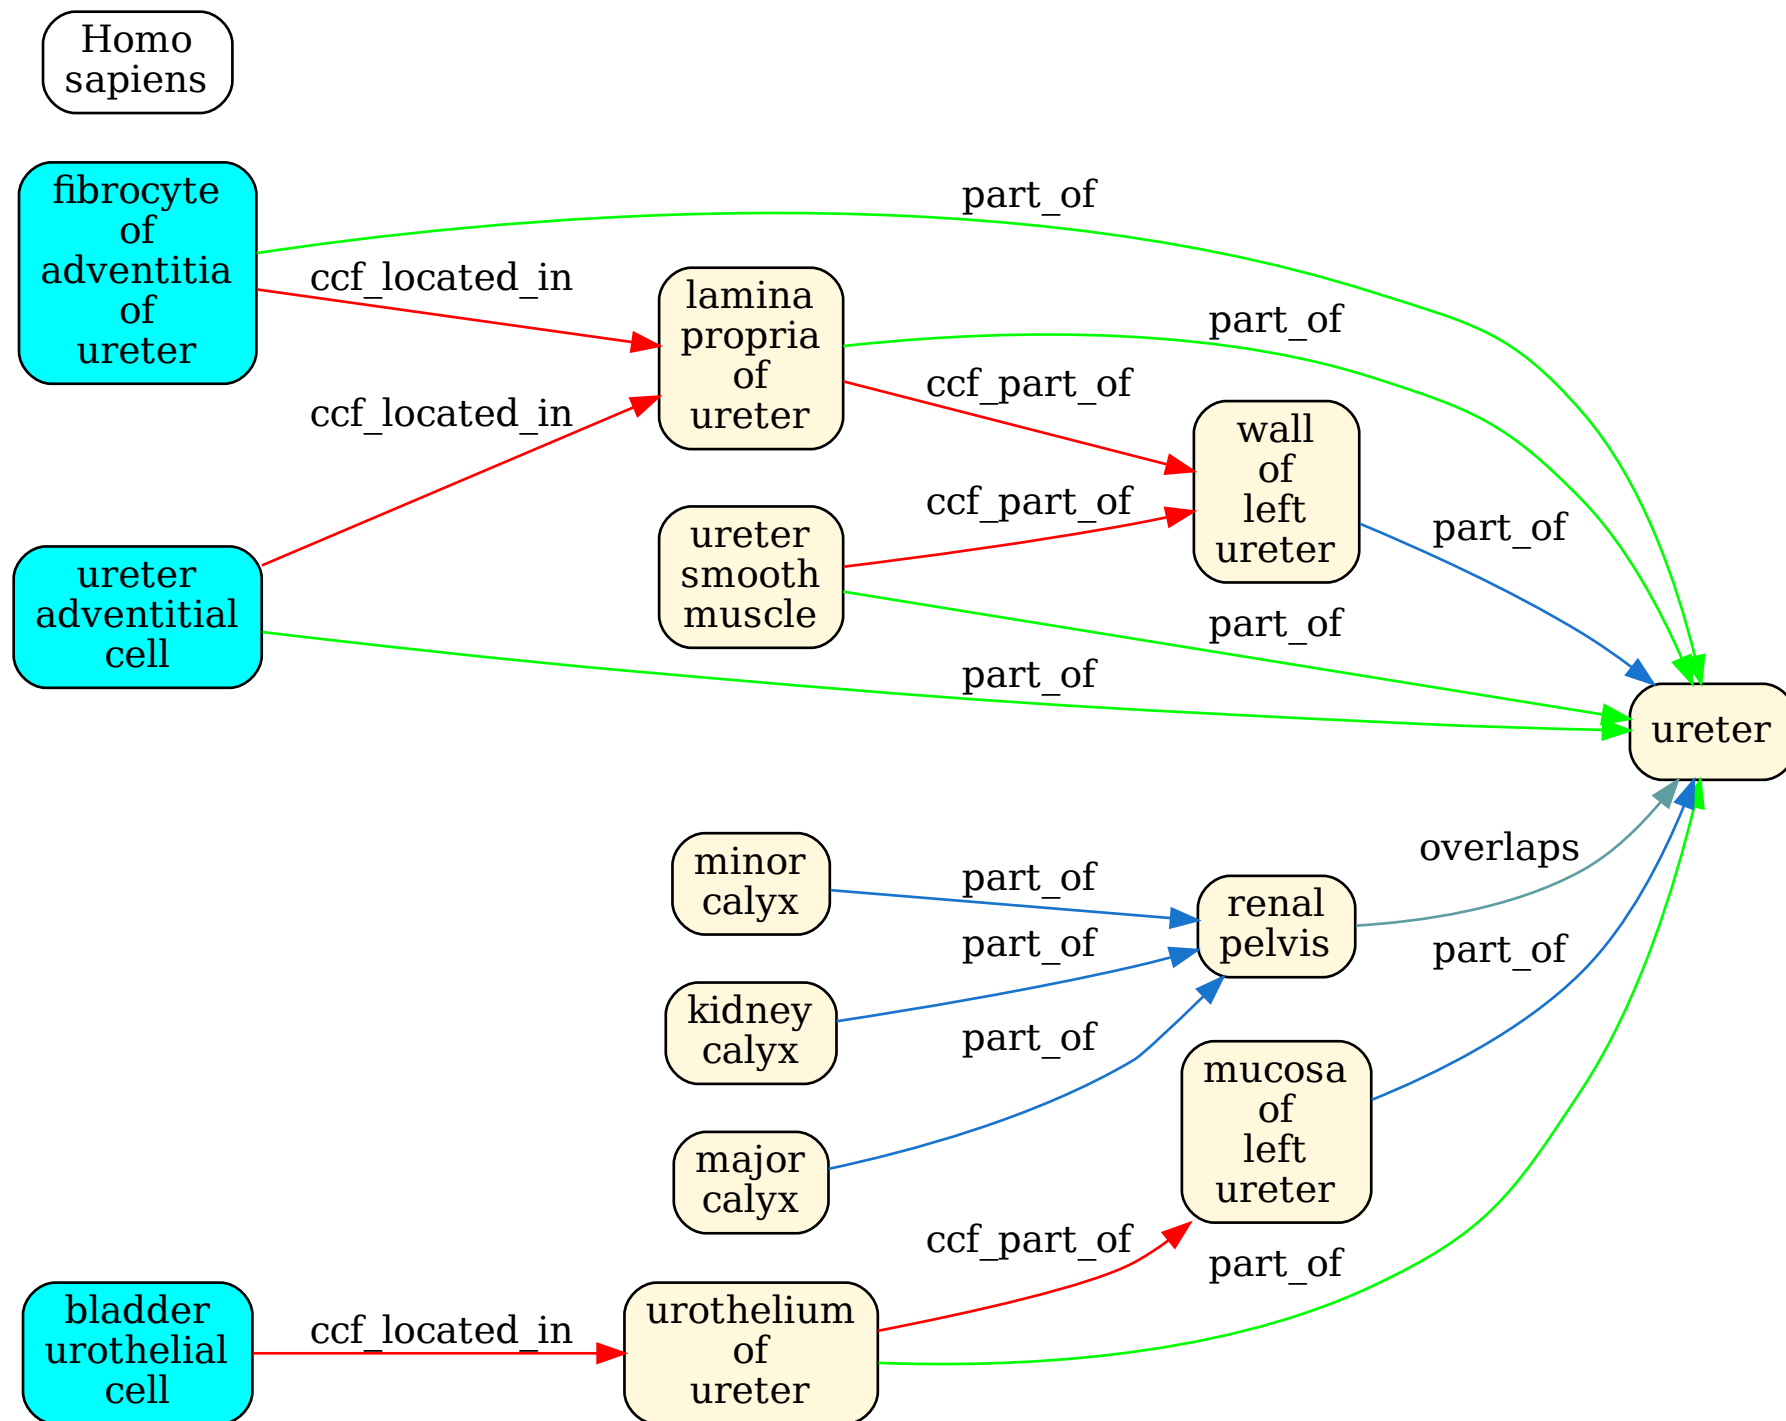 Homo
sapiens
fibrocyte
of
adventitia
of
ureter
part_of
ccf_located_in
lamina
propria
of
ureter
part_of
ccf_located_in
ccf_part_of
wall
of
left
ureter
ureter
smooth
muscle
ccf_part_of
part_of
ureter
adventitial
cell
part_of
part_of
ureter
minor
calyx
part_of
overlaps
renal
pelvis
kidney
calyx
part_of
part_of
part_of
mucosa
of
left
ureter
major
calyx
ccf_part_of
part_of
bladder
urothelial
cell
ccf_located_in
urothelium
of
ureter